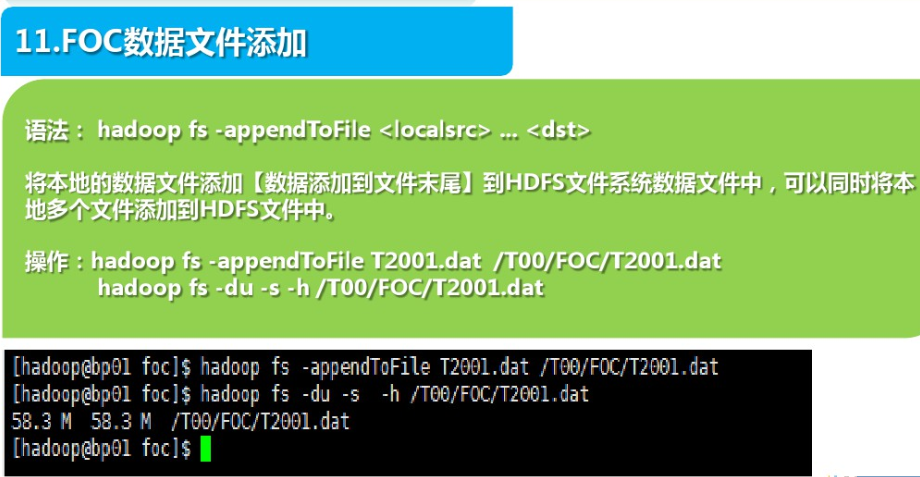 11.FOC数据文件添加
语法： hadoop fs -appendToFile <localsrc> ... <dst>
将本地的数据文件添加【数据添加到文件末尾】到HDFS文件系统数据文件中，可以同时将本
地多个文件添加到HDFS文件中。
操作：hadoop fs -appendToFile T2001.dat /T00/FOC/T2001.dat
hadoop fs -du -s -h /T00/FOC/T2001.dat
[hadoop@bp01 foc]$ hadoop fs -appendToFile T2001.dat /T00/FOC/T2001.dat
[hadoop@bp01 foc]$ hadoop fs -du -s  -h /T00/FOC/T2001.dat
58.3 M  58.3 M  /T00/FOC/T2001.dat
[hadoop@bp01 foc]$